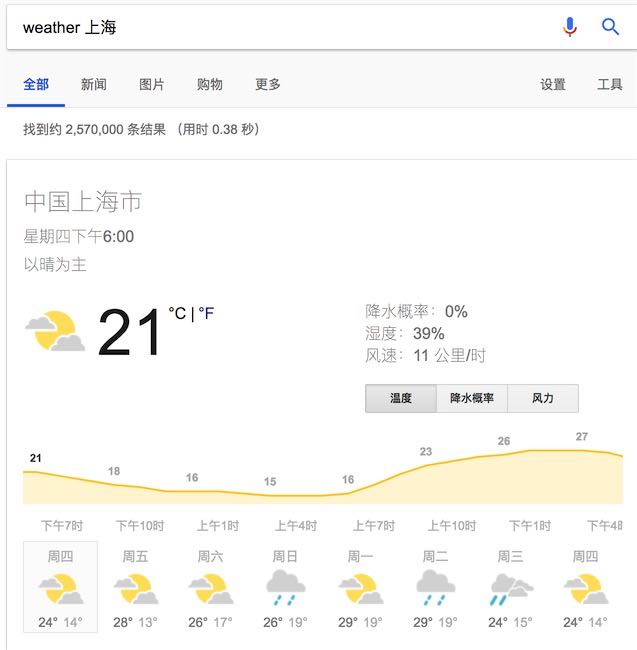 weather 上海
全部 新闻 图片 购物 更多 设置 工具
找到约 2,570,000 条结果 （用时 0.38 秒）
中国上海市
星期四下午6:00
以晴为主
21 °C | °F
降水概率： 0%
湿度： 39%
风速： 11 公里/时
温度 降水概率 风力
21 18 16 15 16 23 26 27
下午7时 下午10时 上午1时 上午4时 上午7时 上午10时 下午1时 下午4
周四 周五 周六 周日 周一 周二 周三 周四
24° 14° 28° 13° 26° 17° 26° 19° 29° 19° 29° 19° 24° 15° 24° 14°